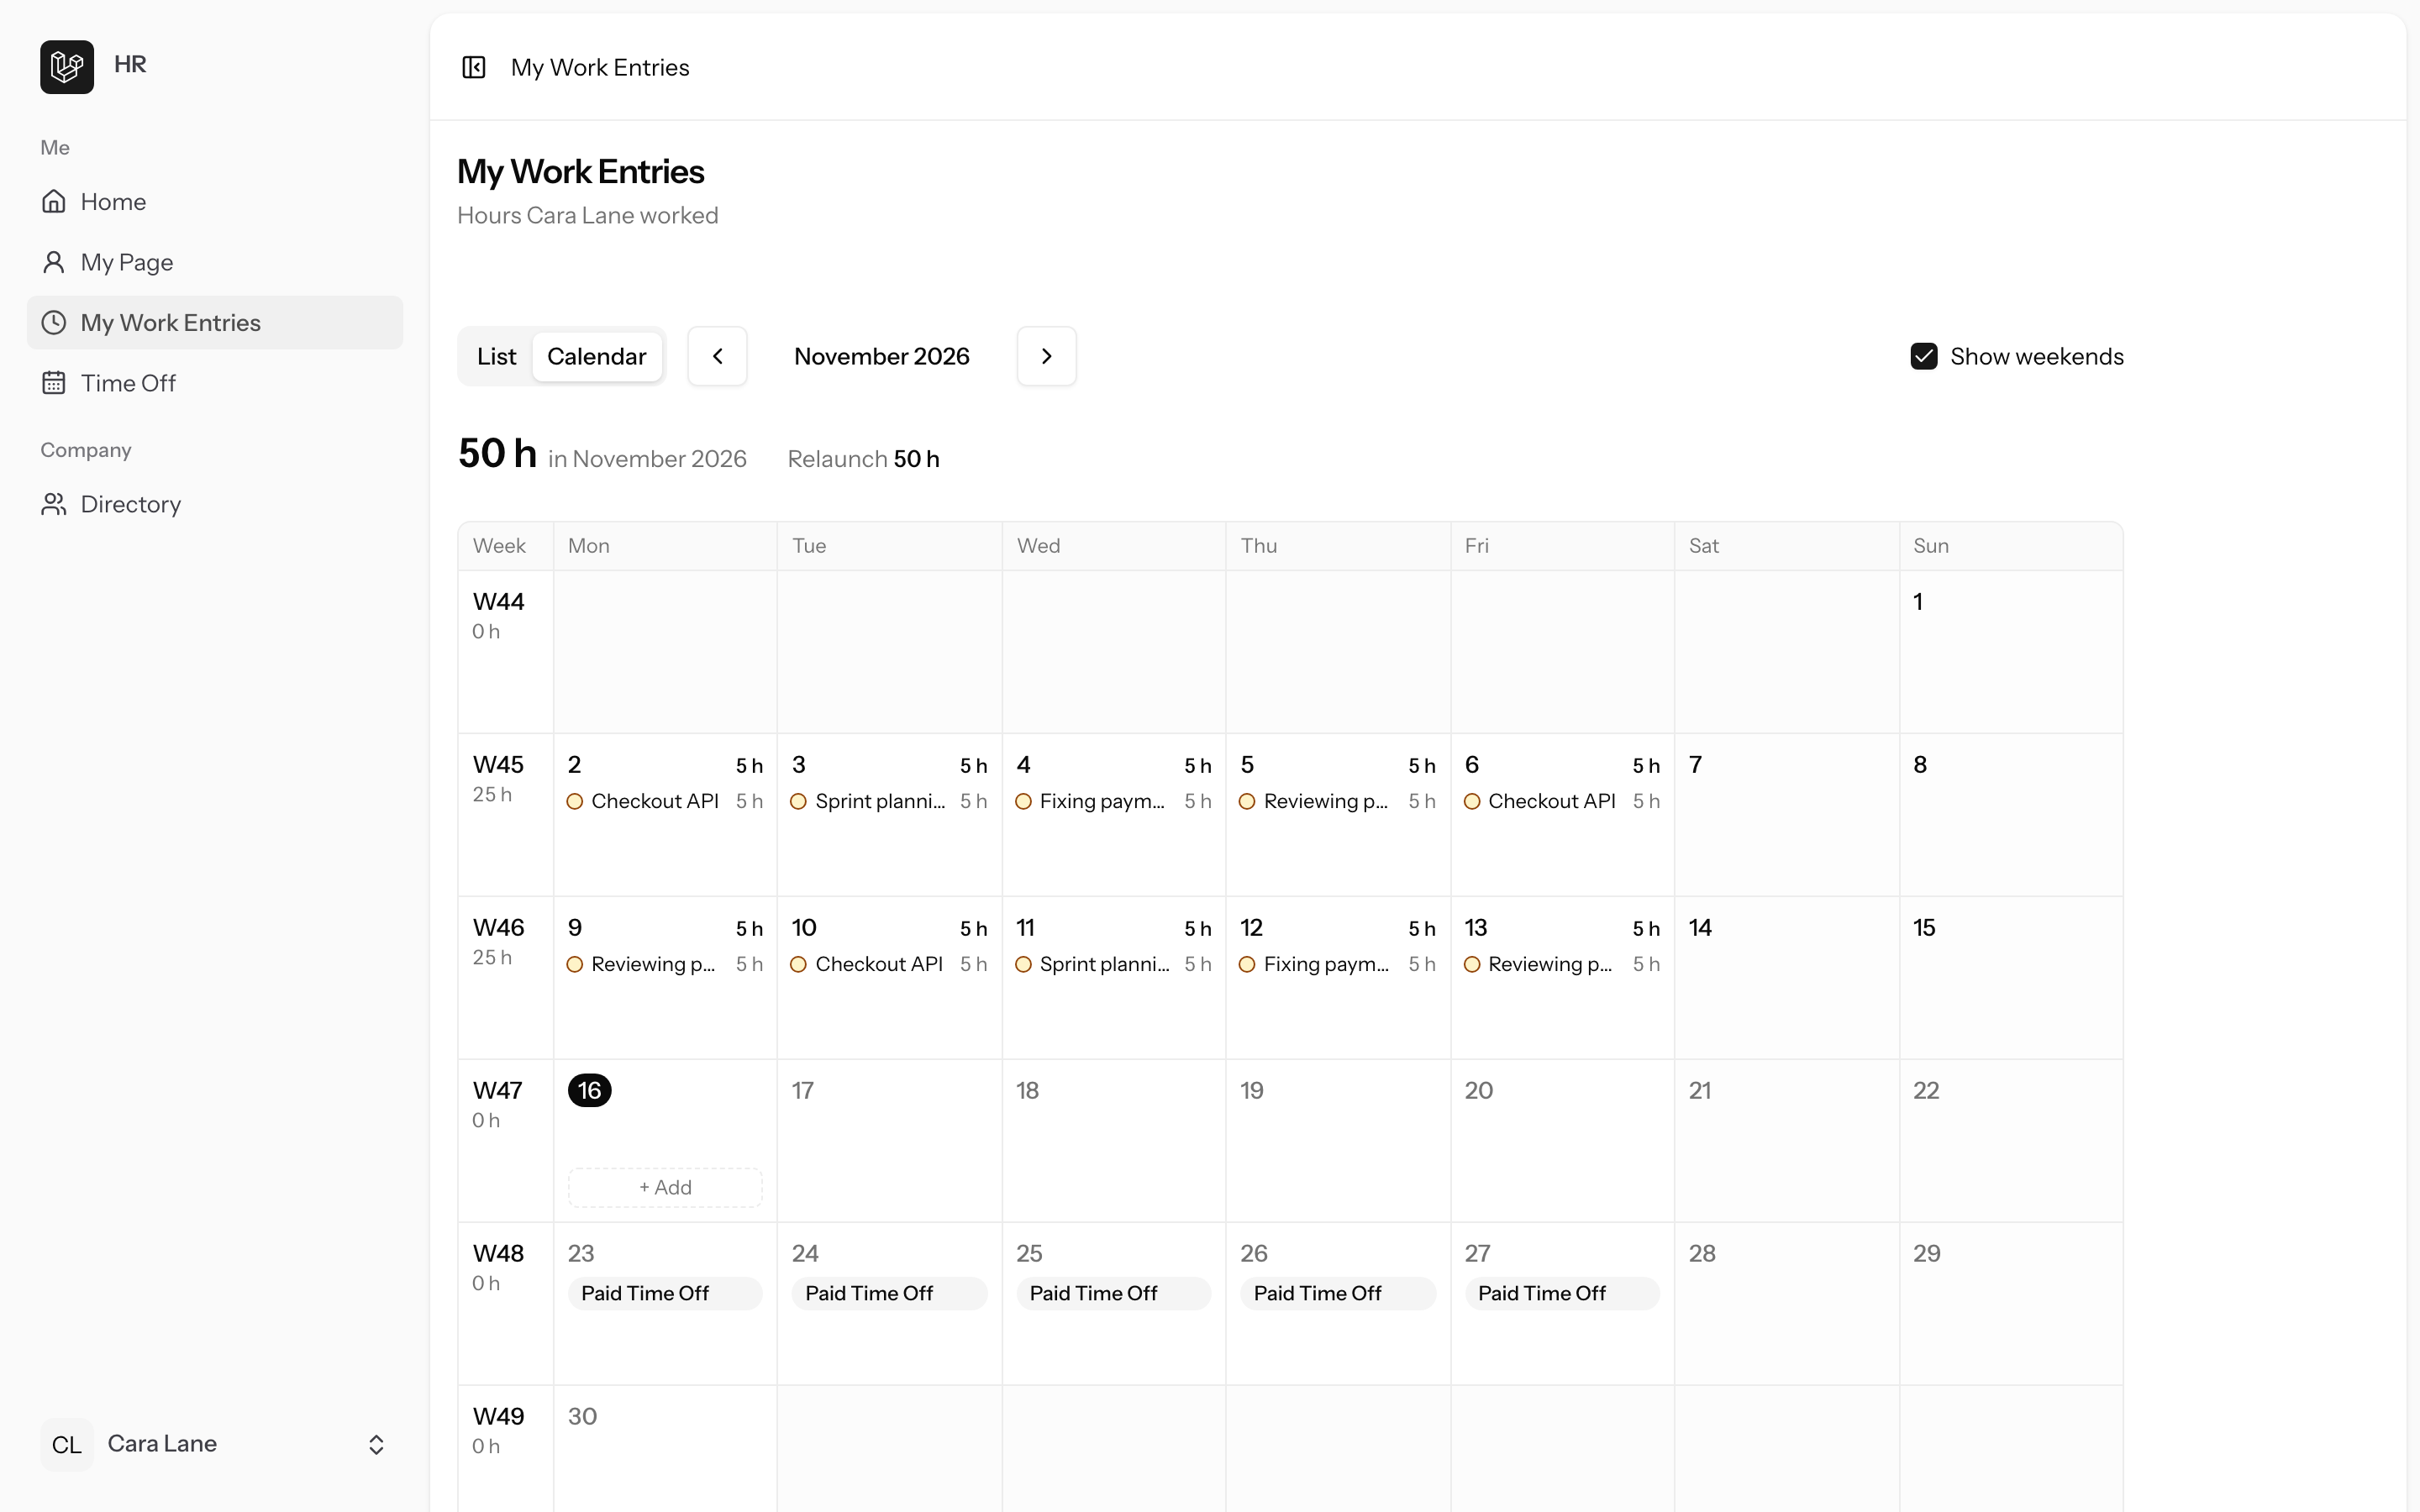 HR
Me
Home
My Page
My Work Entries
Time Off
Company
Directory
CL Cara Lane
My Work Entries
My Work Entries
Hours Cara Lane worked
List Calendar November 2026 Show weekends
50 h in November 2026 Relaunch 50 h
Week Mon Tue Wed Thu Fri Sat Sun
W44 1
0 h
W45 2 5 h 3 5 h 4 5 h 5 5 h 6 5 h 7 8
25 h Checkout API 5 h Sprint planni... 5 h Fixing paym... 5 h Reviewing p... 5 h Checkout API 5 h
W46 9 5 h 10 5 h 11 5 h 12 5 h 13 5 h 14 15
25 h Reviewing p... 5 h Checkout API 5 h Sprint planni... 5 h Fixing paym... 5 h Reviewing p... 5 h
W47 16 17 18 19 20 21 22
0 h
+ Add
W48 23 24 25 26 27 28 29
0 h Paid Time Off Paid Time Off Paid Time Off Paid Time Off Paid Time Off
W49 30
0 h